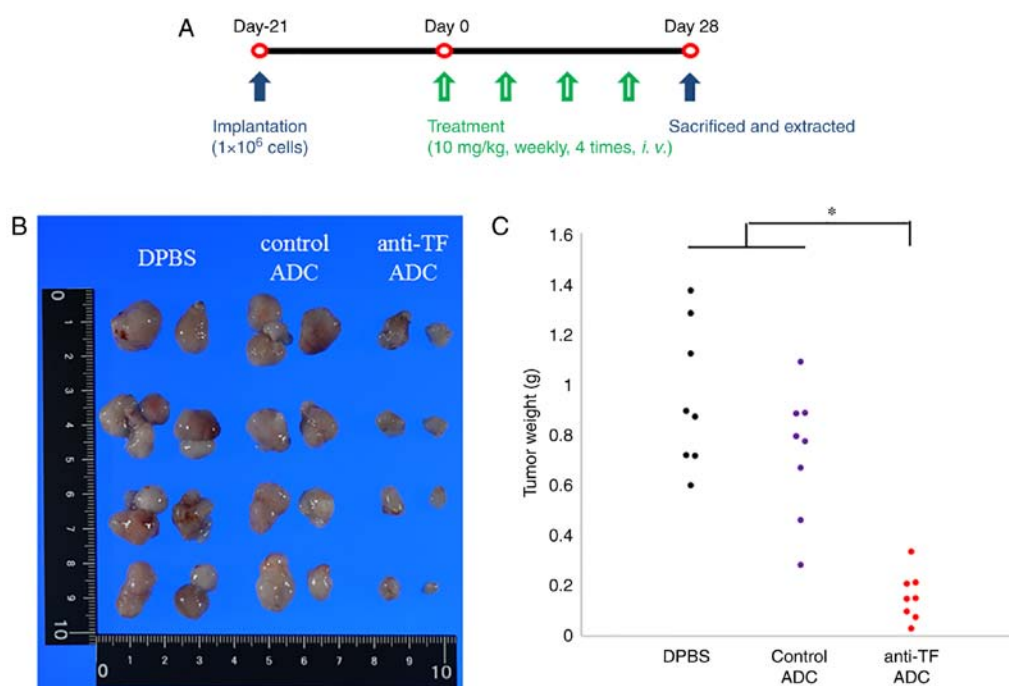 A
Day-21 Day 0 Day 28
Implantation Treatment Sacrificed and extracted
(1×10⁶ cells) (10 mg/kg, weekly, 4 times, i. v.)
B
DPBS control ADC anti-TF ADC
0
1
2
3
4
5
6
7
8
9
10
0 1 2 3 4 5 6 7 8 9 10
C
*
Tumor weight (g)
1.6
1.4
1.2
1
0.8
0.6
0.4
0.2
0
DPBS Control ADC anti-TF ADC